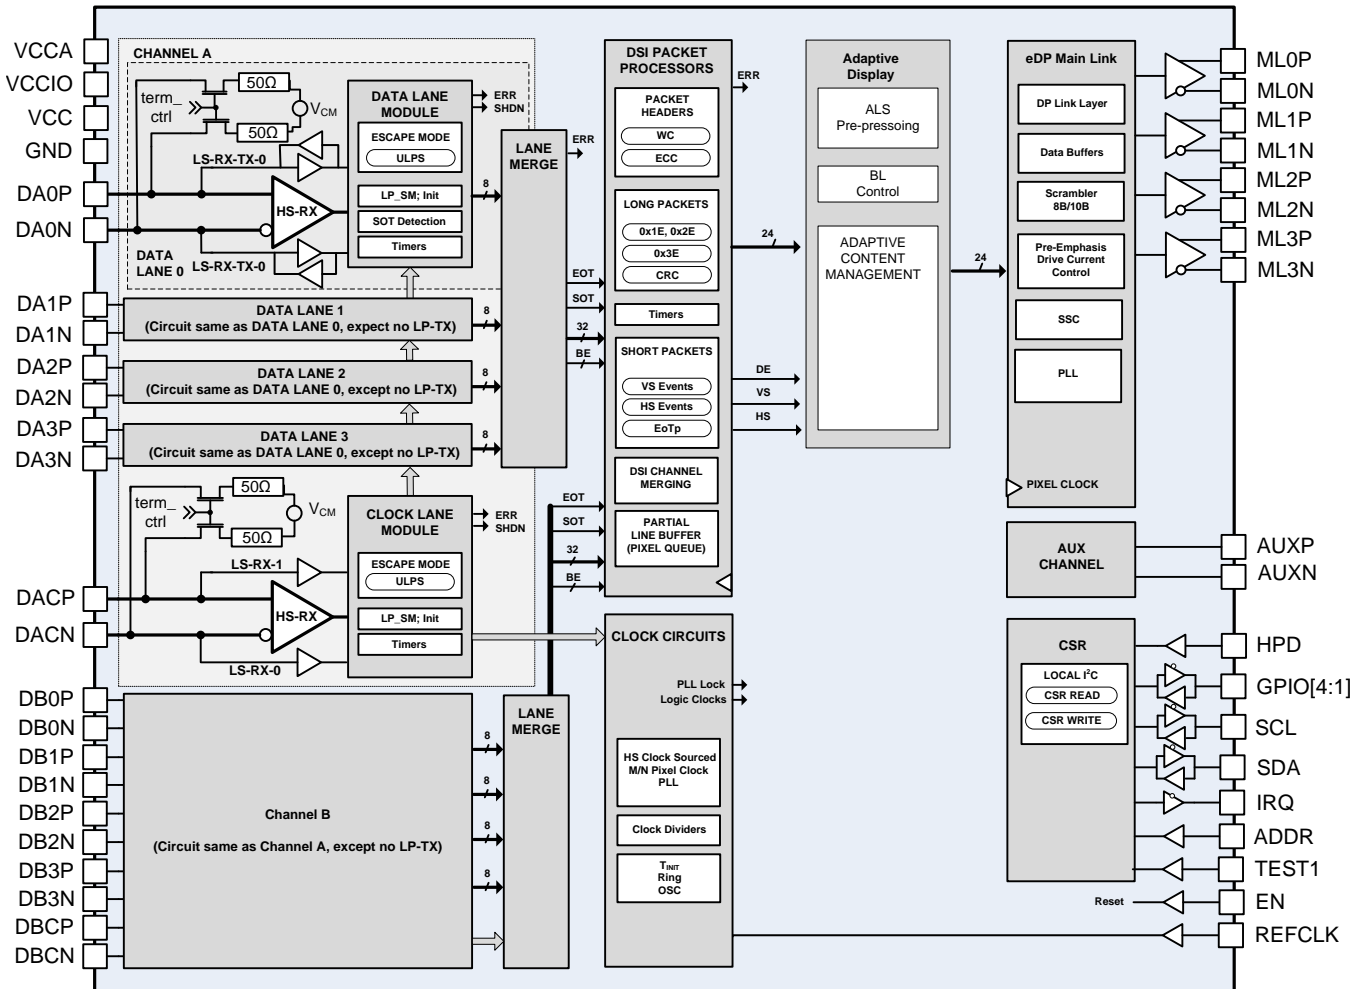 VCCA
VCCIO
VCC
GND
DA0P
DA0N
DA1P
DA1N
DA2P
DA2N
DA3P
DA3N
DACP
DACN
DB0P
DB0N
DB1P
DB1N
DB2P
DB2N
DB3P
DB3N
DBCP
DBCN
CHANNEL A
50Ω
term_
ctrl
VCM
50Ω
LS-RX-TX-0
HS-RX
DATA
LANE 0
LS-RX-TX-0
DATA LANE
MODULE
ESCAPE MODE
ULPS
LP_SM; Init
SOT Detection
Timers
ERR
SHDN
8
DATA LANE 1
(Circuit same as DATA LANE 0, expect no LP-TX)
8
DATA LANE 2
(Circuit same as DATA LANE 0, except no LP-TX)
8
DATA LANE 3
(Circuit same as DATA LANE 0, except no LP-TX)
8
50Ω
term_
ctrl
VCM
50Ω
LS-RX-1
HS-RX
LS-RX-0
CLOCK LANE
MODULE
ESCAPE MODE
ULPS
LP_SM; Init
Timers
ERR
SHDN
Channel B
(Circuit same as Channel A, except no LP-TX)
8
8
8
8
LANE
MERGE
ERR
EOT
SOT
32
BE
LANE
MERGE
EOT
SOT
32
BE
DSI PACKET
PROCESSORS
ERR
PACKET
HEADERS
WC
ECC
LONG PACKETS
0x1E, 0x2E
0x3E
CRC
Timers
SHORT PACKETS
VS Events
HS Events
EoTp
DSI CHANNEL
MERGING
PARTIAL
LINE BUFFER
(PIXEL QUEUE)
24
DE
VS
HS
CLOCK CIRCUITS
PLL Lock
Logic Clocks
HS Clock Sourced
M/N Pixel Clock
PLL
Clock Dividers
TINIT
Ring
OSC
Adaptive
Display
ALS
Pre-pressoing
BL
Control
ADAPTIVE
CONTENT
MANAGEMENT
24
eDP Main Link
DP Link Layer
Data Buffers
Scrambler
8B/10B
Pre-Emphasis
Drive Current
Control
SSC
PLL
PIXEL CLOCK
AUX
CHANNEL
CSR
LOCAL I²C
CSR READ
CSR WRITE
Reset
ML0P
ML0N
ML1P
ML1N
ML2P
ML2N
ML3P
ML3N
AUXP
AUXN
HPD
GPIO[4:1]
SCL
SDA
IRQ
ADDR
TEST1
EN
REFCLK